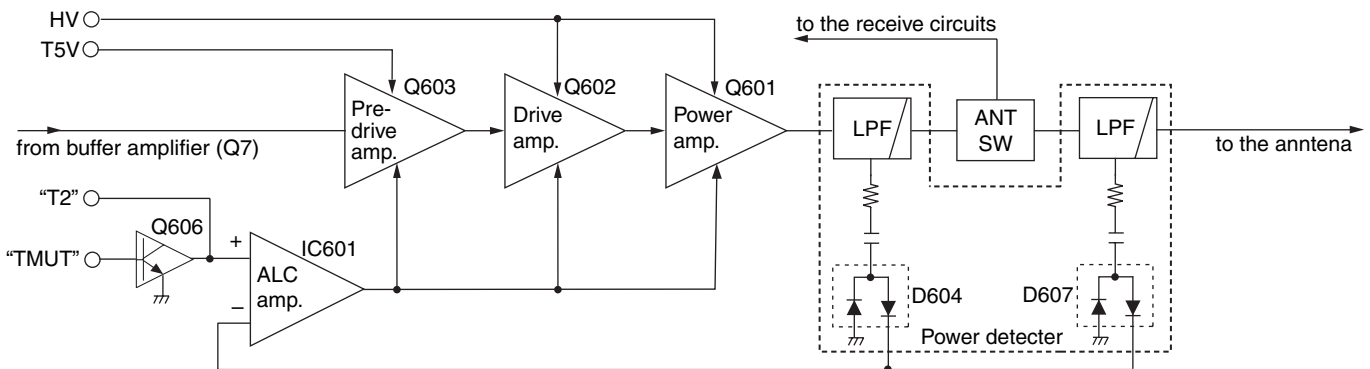 HV
T5V
to the receive circuits
Q603
Q602
Q601
Pre-
drive
amp.
Drive
amp.
Power
amp.
LPF
ANT
SW
LPF
from buffer amplifier (Q7)
to the anntena
"T2"
Q606
"TMUT"
+
IC601
ALC
amp.
–
D604
D607
Power detecter